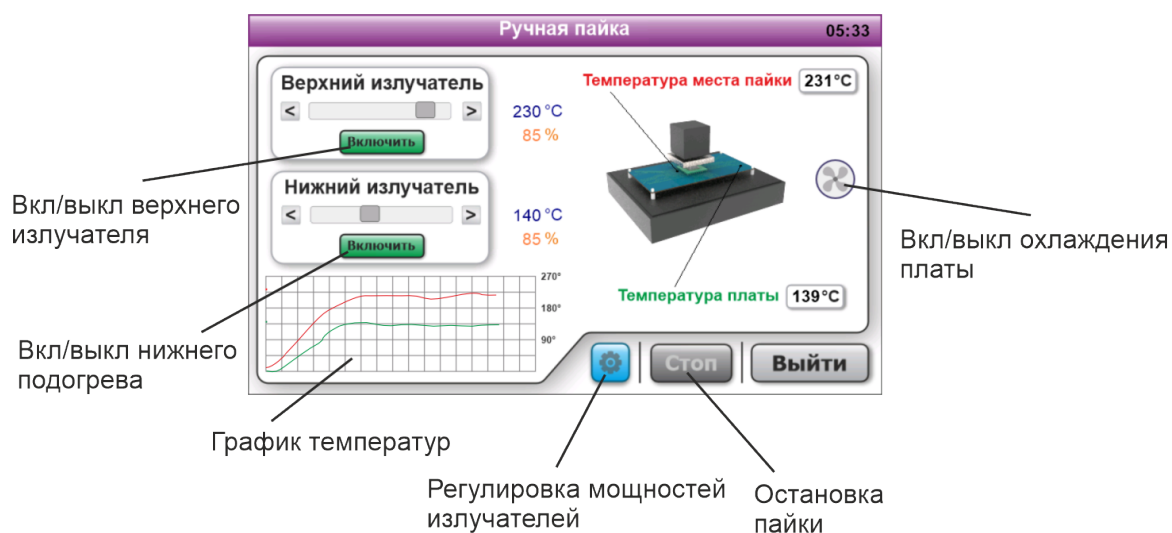 Ручная пайка
05:33
Верхний излучатель
<
>
230 °C
85 %
Включить
Температура места пайки 231°C
Нижний излучатель
<
>
140 °C
85 %
Включить
Температура платы 139°C
270°
180°
90°
Стоп
Выйти
Вкл/выкл верхнего
излучателя
Вкл/выкл охлаждения
платы
Вкл/выкл нижнего
подогрева
График температур
Регулировка мощностей
излучателей
Остановка
пайки